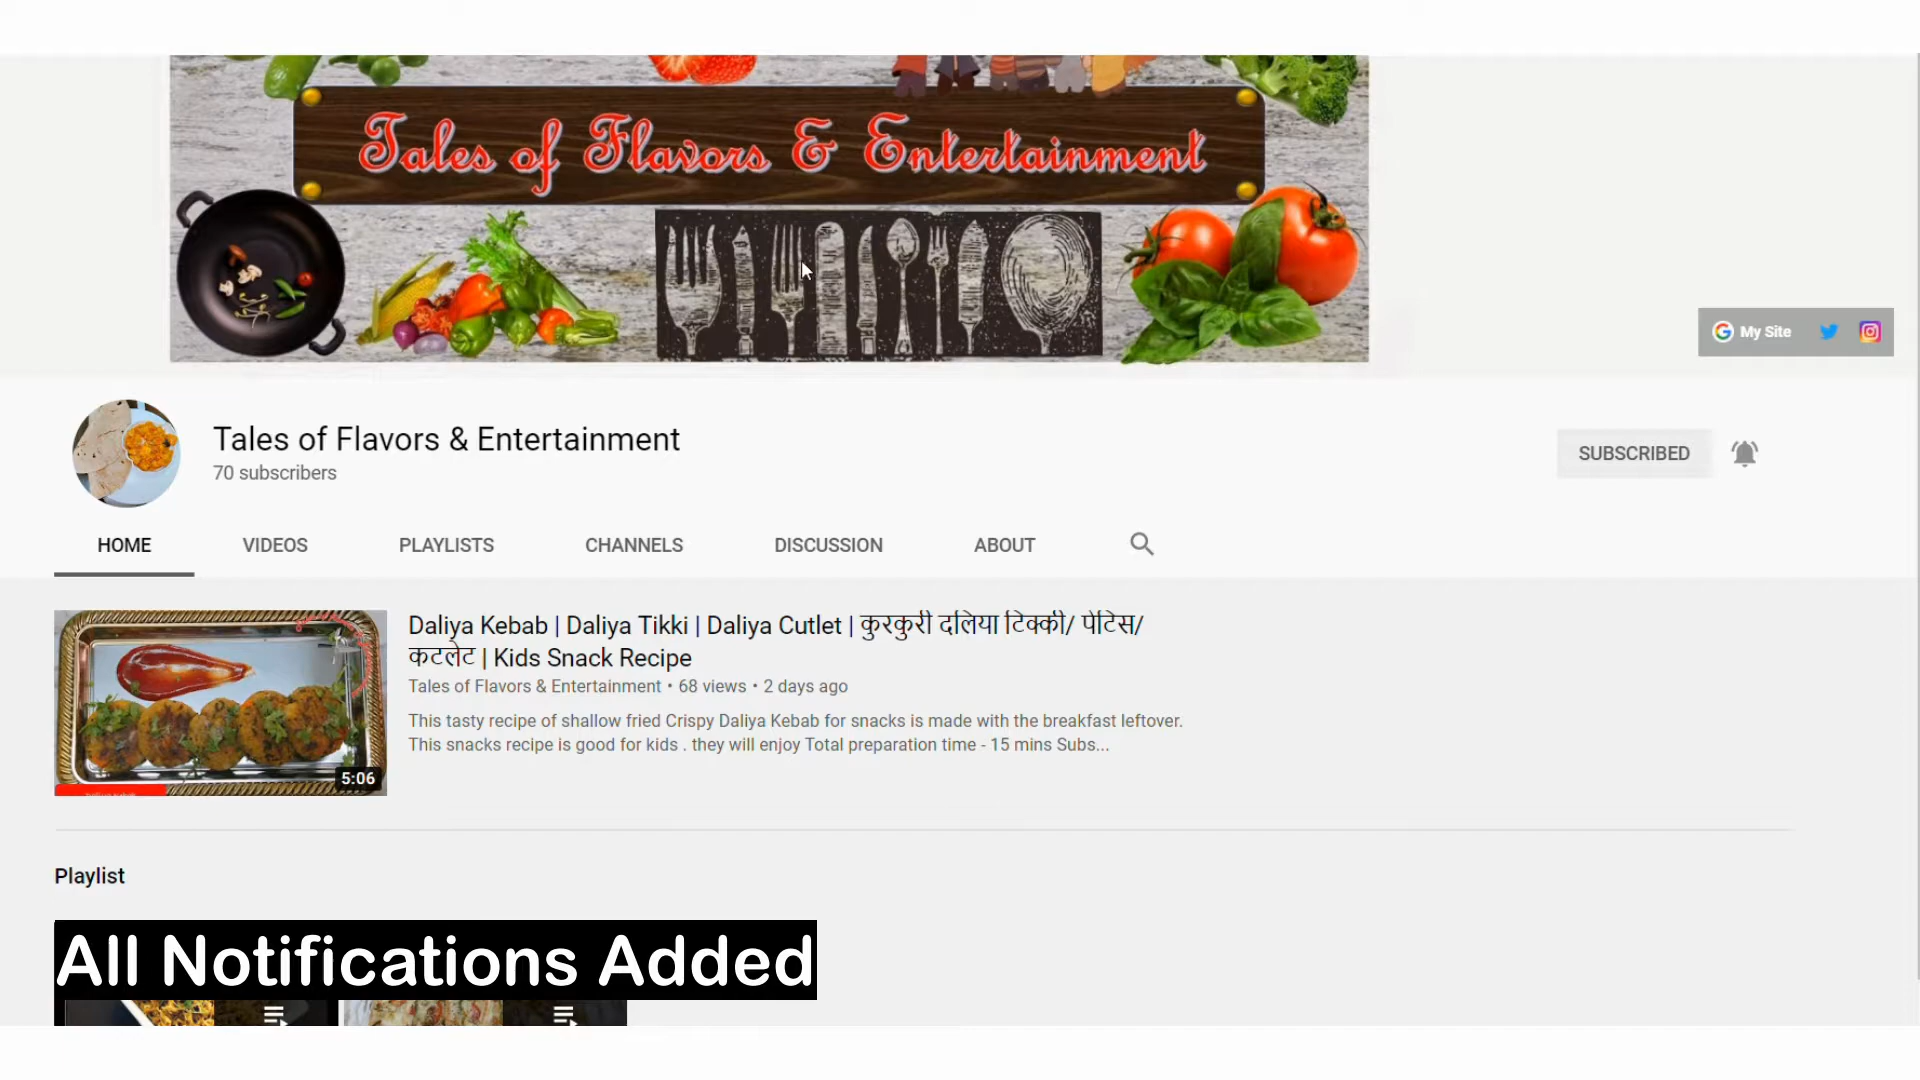 Tales of Flavors & Entertainment
My Site
Tales of Flavors & Entertainment
70 subscribers
SUBSCRIBED
HOME VIDEOS PLAYLISTS CHANNELS DISCUSSION ABOUT
Daliya Kebab | Daliya Tikki | Daliya Cutlet | कुरकुरी दलिया टिक्की/ पेटिस/
कटलेट | Kids Snack Recipe
Tales of Flavors & Entertainment • 68 views • 2 days ago
This tasty recipe of shallow fried Crispy Daliya Kebab for snacks is made with the breakfast leftover.
This snacks recipe is good for kids . they will enjoy Total preparation time - 15 mins Subs...
5:06
Playlist
All Notifications Added